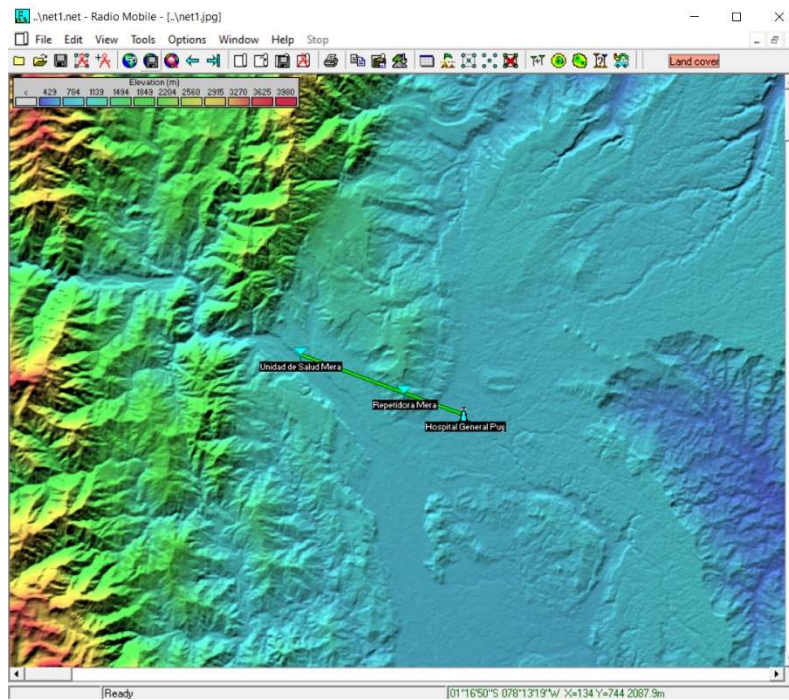 ..\net1.net - Radio Mobile - [..\net1.jpg]
File Edit View Tools Options Window Help Stop
Land cover
Elevation (m)
< 429 784 1139 1494 1849 2204 2560 2915 3270 3625 3980
Unidad de Salud Mera
Repetidora Mera
Hospital General Puy
Ready
01°16'50"S 078°13'19"W X=134 Y=744 2087.9m